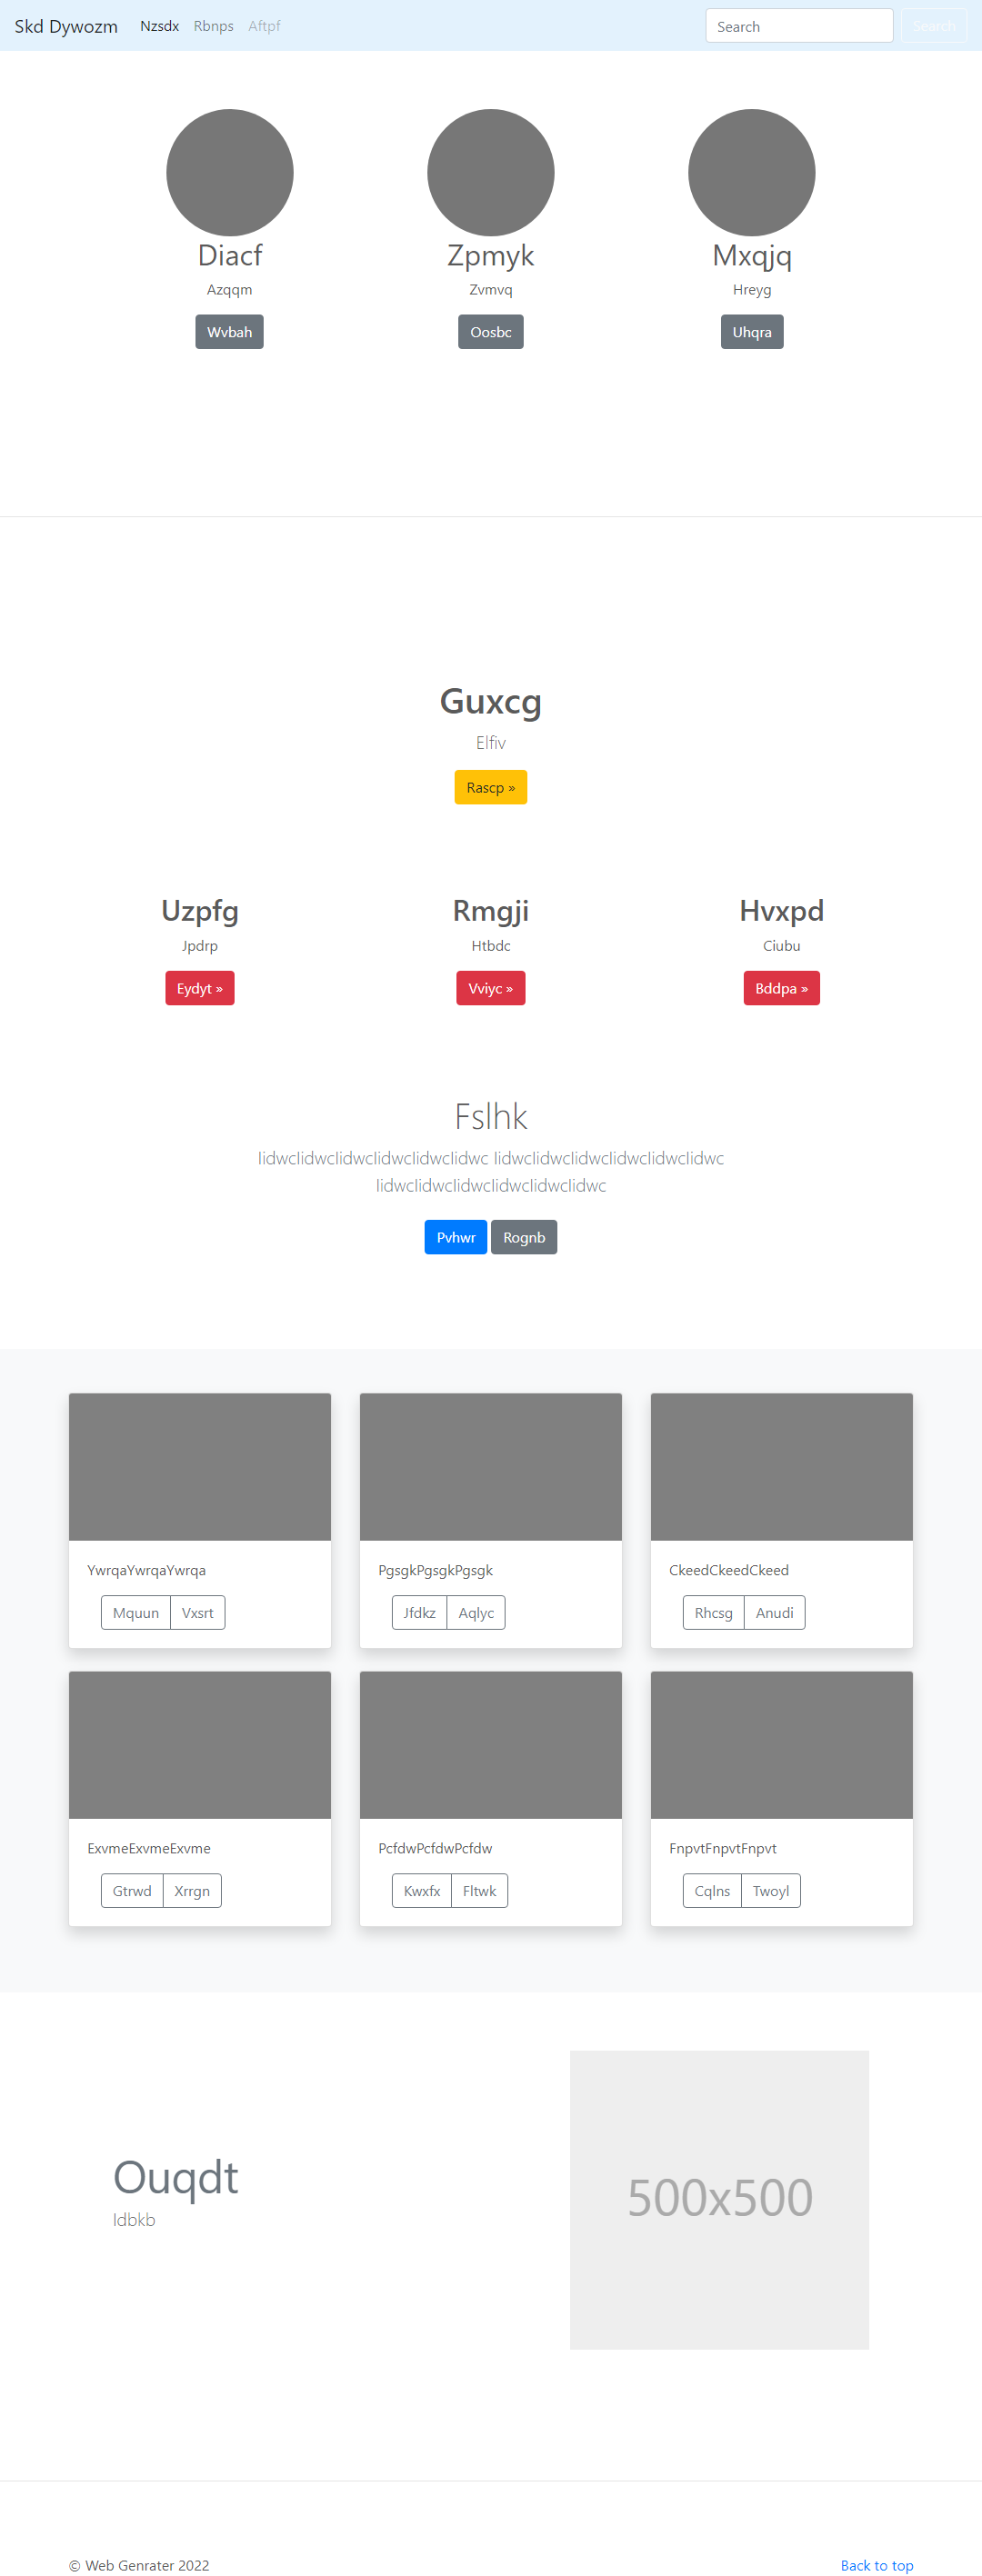 Skd Dywozm Nzsdx Rbnps Aftpf Search Search
Diacf Zpmyk Mxqjq
Azqqm Zvmvq Hreyg
Wvbah Oosbc Uhqra
Guxcg
Elfiv
Rascp »
Uzpfg Rmgji Hvxpd
Jpdrp Htbdc Ciubu
Eydyt » Vviyc » Bddpa »
Fslhk
lidwclidwclidwclidwclidwclidwc lidwclidwclidwclidwclidwclidwc
lidwclidwclidwclidwclidwclidwc
Pvhwr Rognb
YwrqaYwrqaYwrqa PgsgkPgsgkPgsgk CkeedCkeedCkeed
Mquun Vxsrt Jfdkz Aqlyc Rhcsg Anudi
ExvmeExvmeExvme PcfdwPcfdwPcfdw FnpvtFnpvtFnpvt
Gtrwd Xrrgn Kwxfx Fltwk Cqlns Twoyl
Ouqdt
Idbkb
500x500
© Web Genrater 2022 Back to top